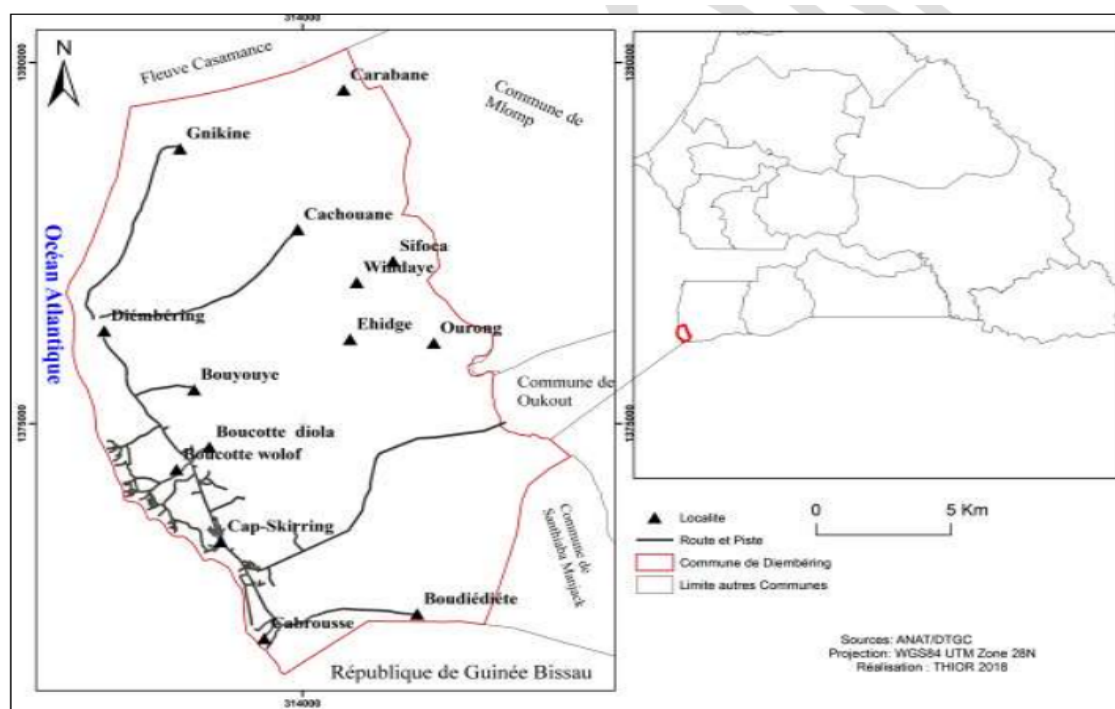 314000
N
1390000
1390000
Fleuve Casamance
Carabane
Commune de
Mlomp
Gnikine
Cachouane
Océan Atlantique
Sifoca
Windaye
Diémbéring
Ehidge
Ourong
Bouyouye
Commune de
Oukout
1375000
1375000
Boucotte diola
Boucotte wolof
Cap-Skirring
Commune de
Santhiaba Manjack
Boudiédiéte
Cabrousse
République de Guinée Bissau
314000
0 5 Km
Localite
Route et Piste
Commune de Diembéring
Limite autres Communes
Sources: ANAT/DTGC
Projection: WGS84 UTM Zone 28N
Réalisation : THIOR 2018